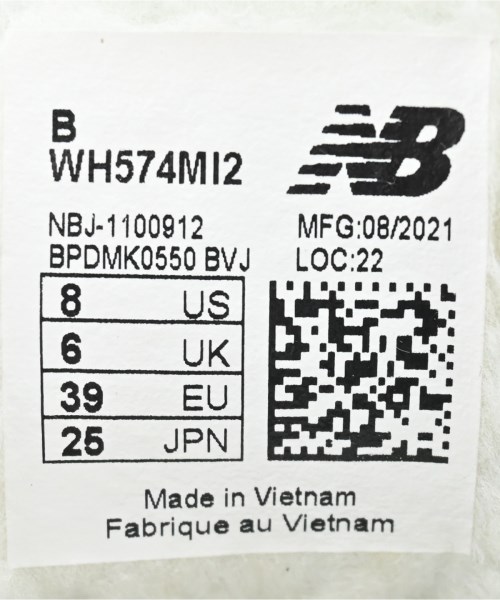 B
WH574MI2
NB
NBJ-1100912
BPDMK0550 BVJ
MFG:08/2021
LOC:22
8 US
6 UK
39 EU
25 JPN
Made in Vietnam
Fabrique au Vietnam